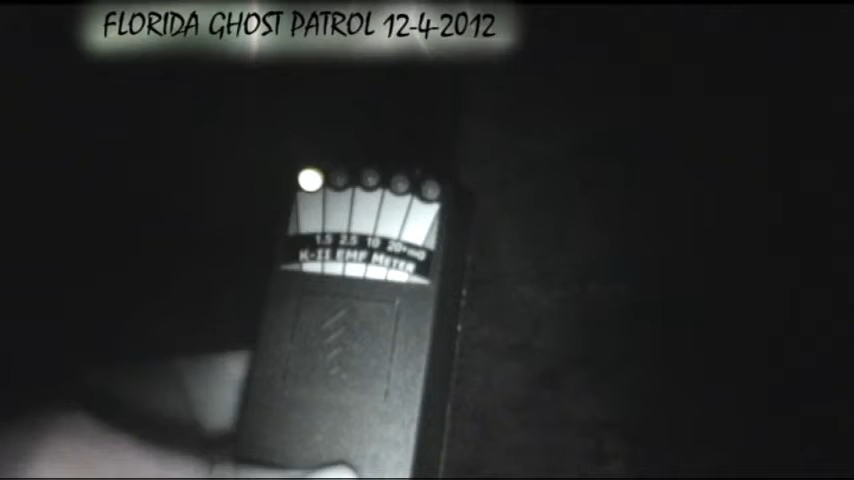 FLORIDA GHOST PATROL 12-4-2012
1.5 2.5 10 20+ mG
K-II EMF METER